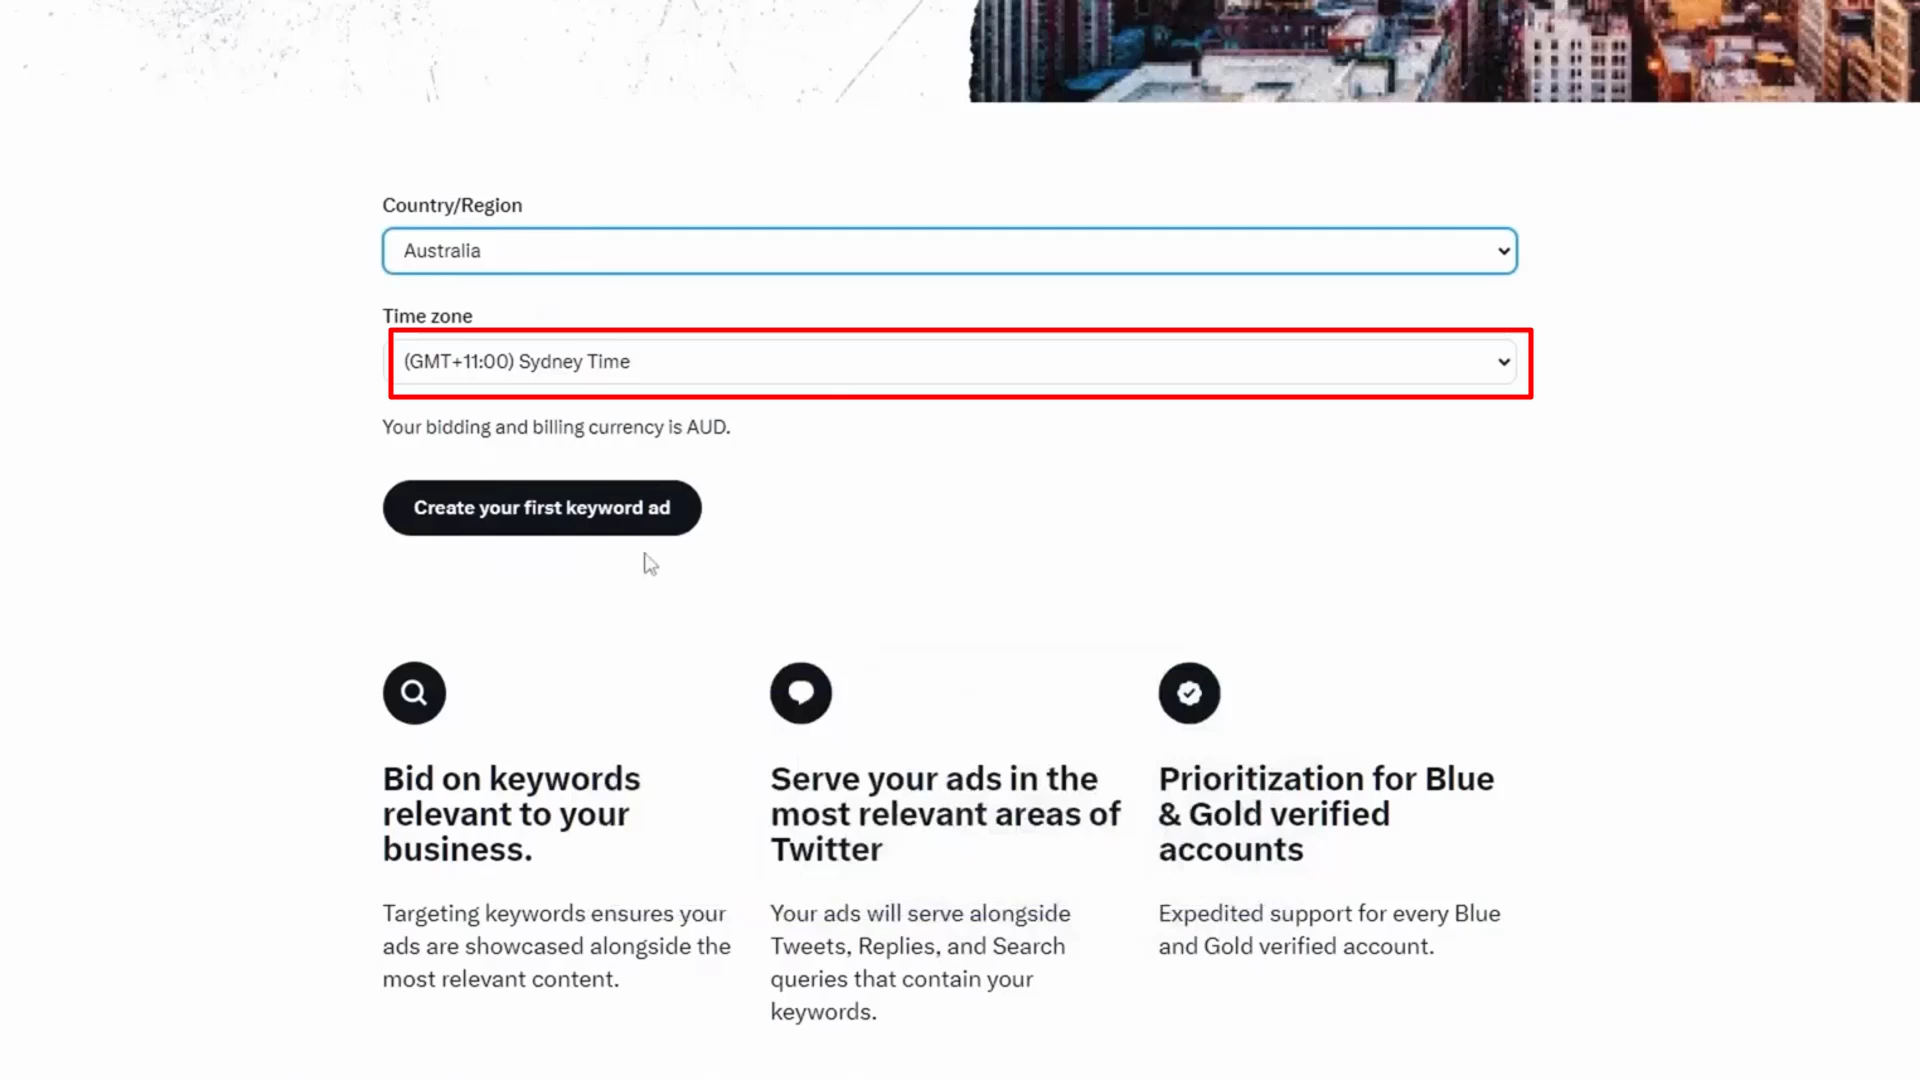 Country/Region
Australia
Time zone
(GMT+11:00) Sydney Time
Your bidding and billing currency is AUD.
Create your first keyword ad
Bid on keywords
relevant to your
business.
Targeting keywords ensures your
ads are showcased alongside the
most relevant content.
Serve your ads in the
most relevant areas of
Twitter
Your ads will serve alongside
Tweets, Replies, and Search
queries that contain your
keywords.
Prioritization for Blue
& Gold verified
accounts
Expedited support for every Blue
and Gold verified account.